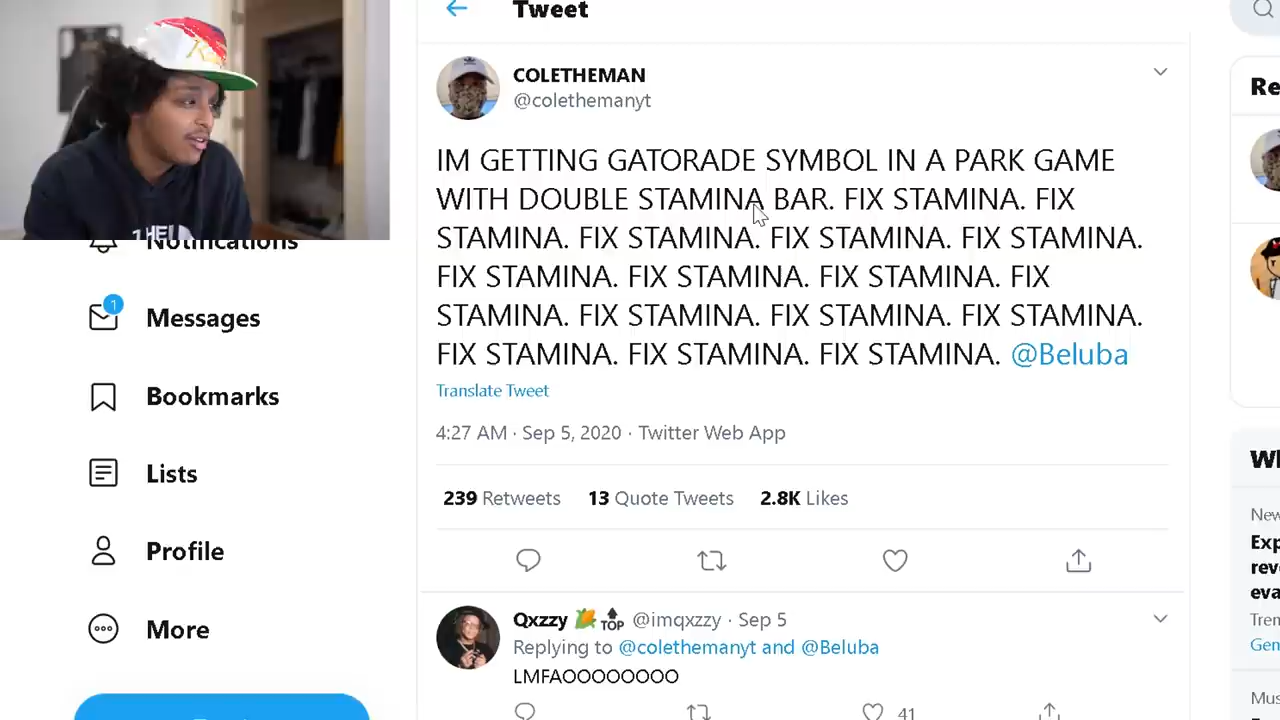 Tweet
COLETHEMAN
@colethemanyt
IM GETTING GATORADE SYMBOL IN A PARK GAME
WITH DOUBLE STAMINA BAR. FIX STAMINA. FIX
STAMINA. FIX STAMINA. FIX STAMINA. FIX STAMINA.
FIX STAMINA. FIX STAMINA. FIX STAMINA. FIX
STAMINA. FIX STAMINA. FIX STAMINA. FIX STAMINA.
FIX STAMINA. FIX STAMINA. FIX STAMINA. @Beluba
Translate Tweet
4:27 AM · Sep 5, 2020 · Twitter Web App
239 Retweets 13 Quote Tweets 2.8K Likes
Qxzzy 🌽🔝 @imqxzzy · Sep 5
Replying to @colethemanyt and @Beluba
LMFAOOOOOOOO
41
Notifications
1
Messages
Bookmarks
Lists
Profile
More